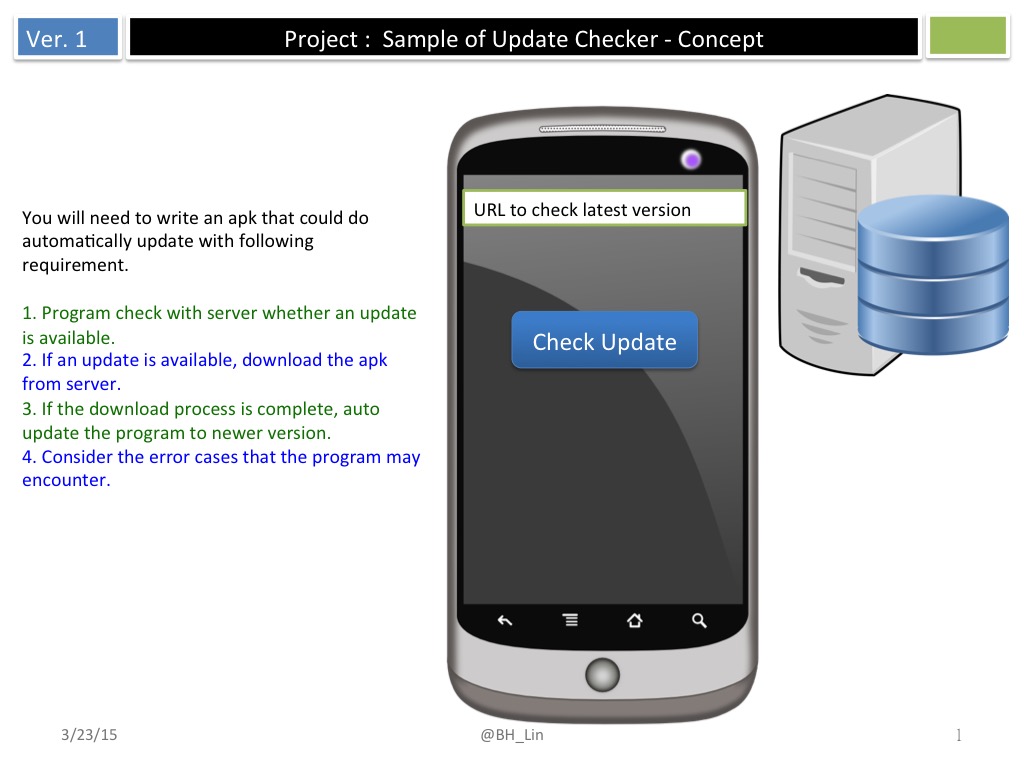 Ver. 1
Project :  Sample of Update Checker - Concept
You will need to write an apk that could do
automatically update with following
requirement.
1. Program check with server whether an update
is available.
2. If an update is available, download the apk
from server.
3. If the download process is complete, auto
update the program to newer version.
4. Consider the error cases that the program may
encounter.
URL to check latest version
Check Update
3/23/15
@BH_Lin
1